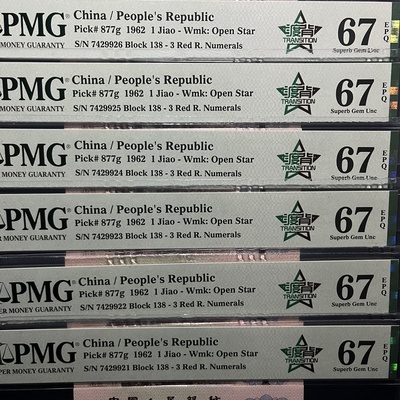 PMG
MONEY GUARANTY
China / People's Republic
Pick# 877g 1962 1 Jiao - Wmk: Open Star
S/N 7429926 Block 138 - 3 Red R. Numerals
TRANSITION
67
EPQ
Superb Gem Unc
PMG
MONEY GUARANTY
China / People's Republic
Pick# 877g 1962 1 Jiao - Wmk: Open Star
S/N 7429925 Block 138 - 3 Red R. Numerals
TRANSITION
67
EPQ
Superb Gem Unc
PMG
MONEY GUARANTY
China / People's Republic
Pick# 877g 1962 1 Jiao - Wmk: Open Star
S/N 7429924 Block 138 - 3 Red R. Numerals
TRANSITION
67
EPQ
Superb Gem Unc
PMG
R MONEY GUARANTY
China / People's Republic
Pick# 877g 1962 1 Jiao - Wmk: Open Star
S/N 7429923 Block 138 - 3 Red R. Numerals
TRANSITION
67
EPQ
Superb Gem Unc
PMG
ER MONEY GUARANTY
China / People's Republic
Pick# 877g 1962 1 Jiao - Wmk: Open Star
S/N 7429922 Block 138 - 3 Red R. Numerals
TRANSITION
67
EPQ
Superb Gem Unc
PMG
PER MONEY GUARANTY
China / People's Republic
Pick# 877g 1962 1 Jiao - Wmk: Open Star
S/N 7429921 Block 138 - 3 Red R. Numerals
TRANSITION
67
EPQ
Superb Gem Unc